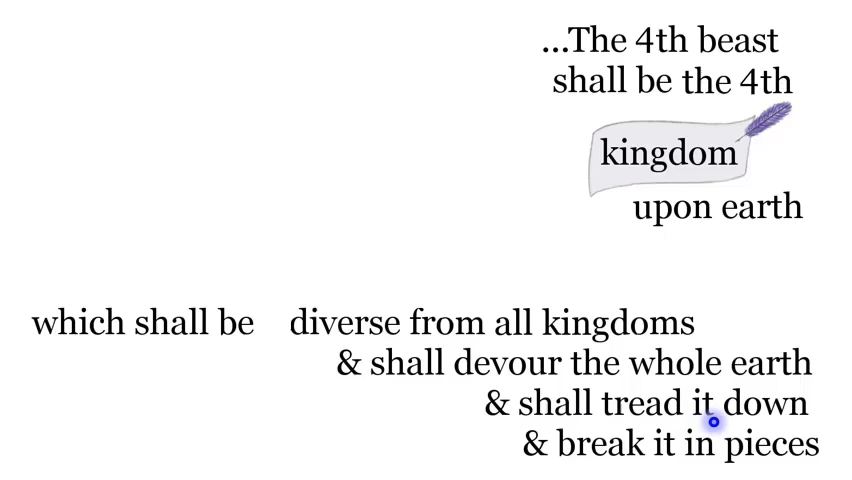 ...The 4th beast
shall be the 4th
kingdom
upon earth
which shall be diverse from all kingdoms
& shall devour the whole earth
& shall tread it down
& break it in pieces